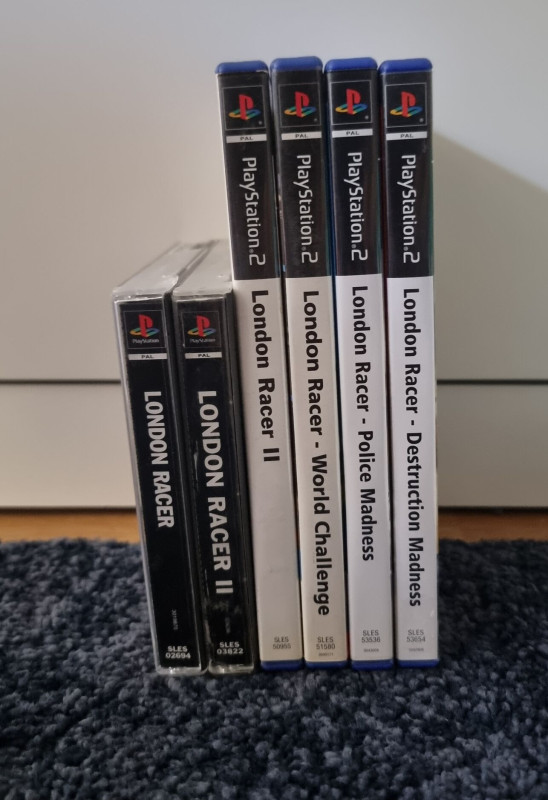 PlayStation
PAL
LONDON RACER
SLES
02694
PlayStation
PAL
LONDON RACER II
SLES
03822
PAL
PlayStation®2
London Racer II
SLES
50955
PAL
PlayStation®2
London Racer - World Challenge
SLES
51580
PAL
PlayStation®2
London Racer - Police Madness
SLES
53536
PAL
PlayStation®2
London Racer - Destruction Madness
SLES
53654